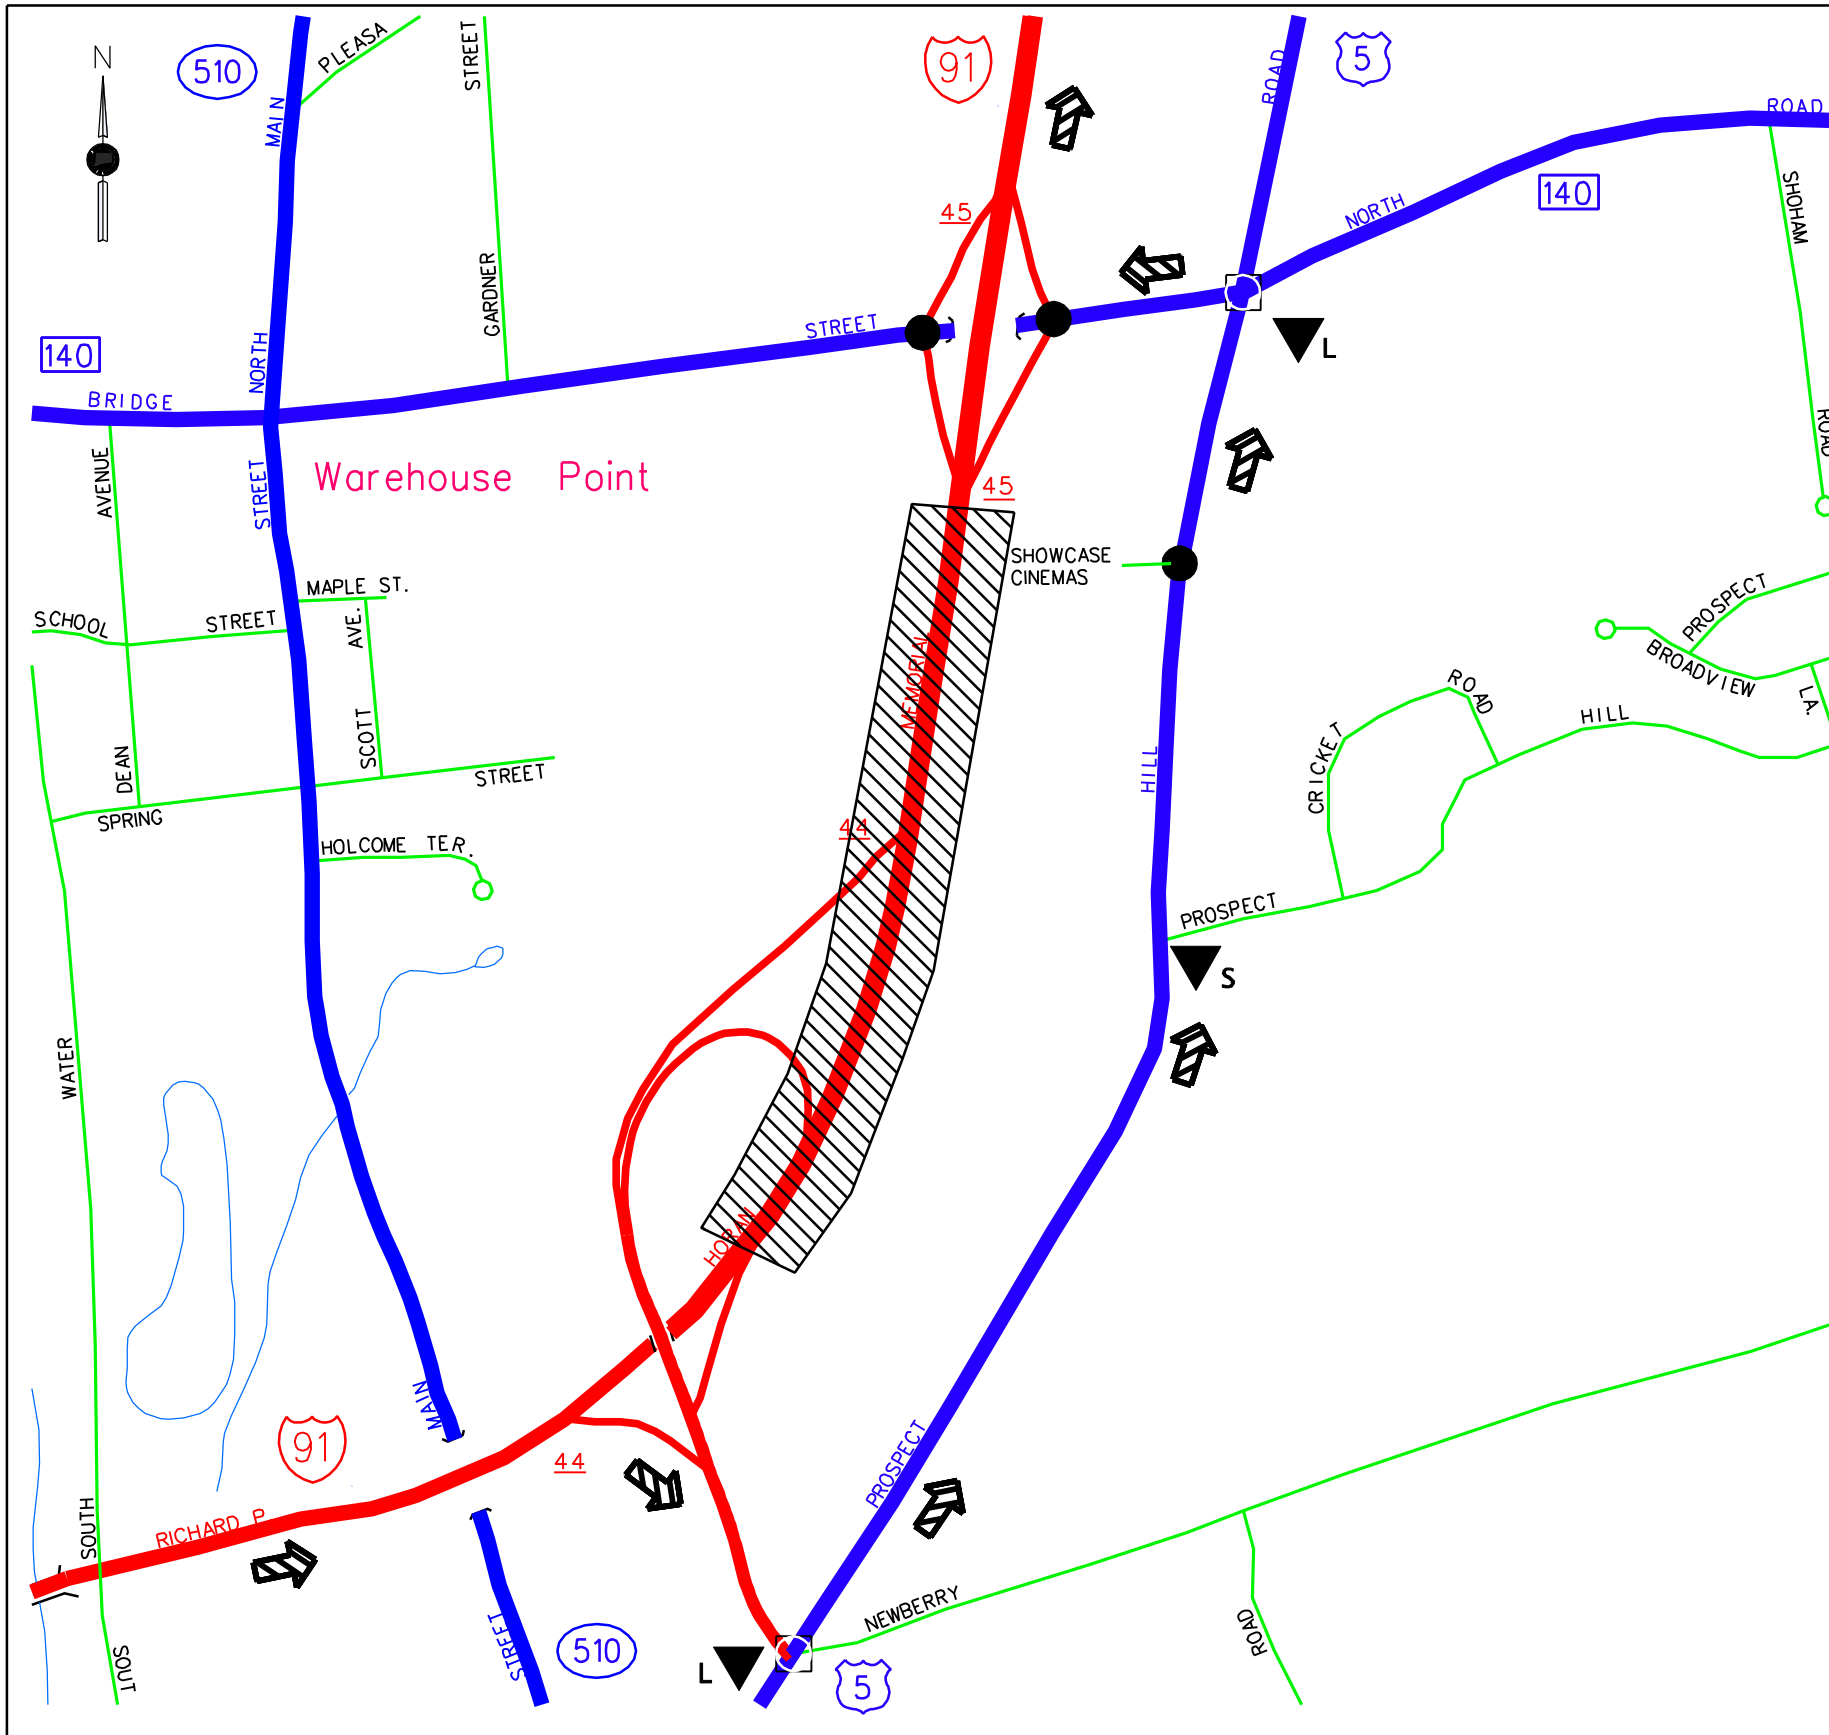 N
510
PLEASA
STREET
91
ROAD
5
ROAD
MAIN
45
NORTH
140
SHOHAM
GARDNER
STREET
140
NORTH
L
BRIDGE
ROAD
AVENUE
STREET
Warehouse Point
45
SHOWCASE
CINEMAS
MAPLE ST.
SCHOOL
STREET
AVE.
MEMORIAL
PROSPECT
BROADVIEW
LA.
ROAD
HILL
DEAN
SCOTT
STREET
HILL
CRICKET
SPRING
44
HOLCOME TER.
PROSPECT
S
WATER
HORAN
MAIN
91
44
PROSPECT
RICHARD P
SOUTH
NEWBERRY
ROAD
STREET
510
SOUT
L
5